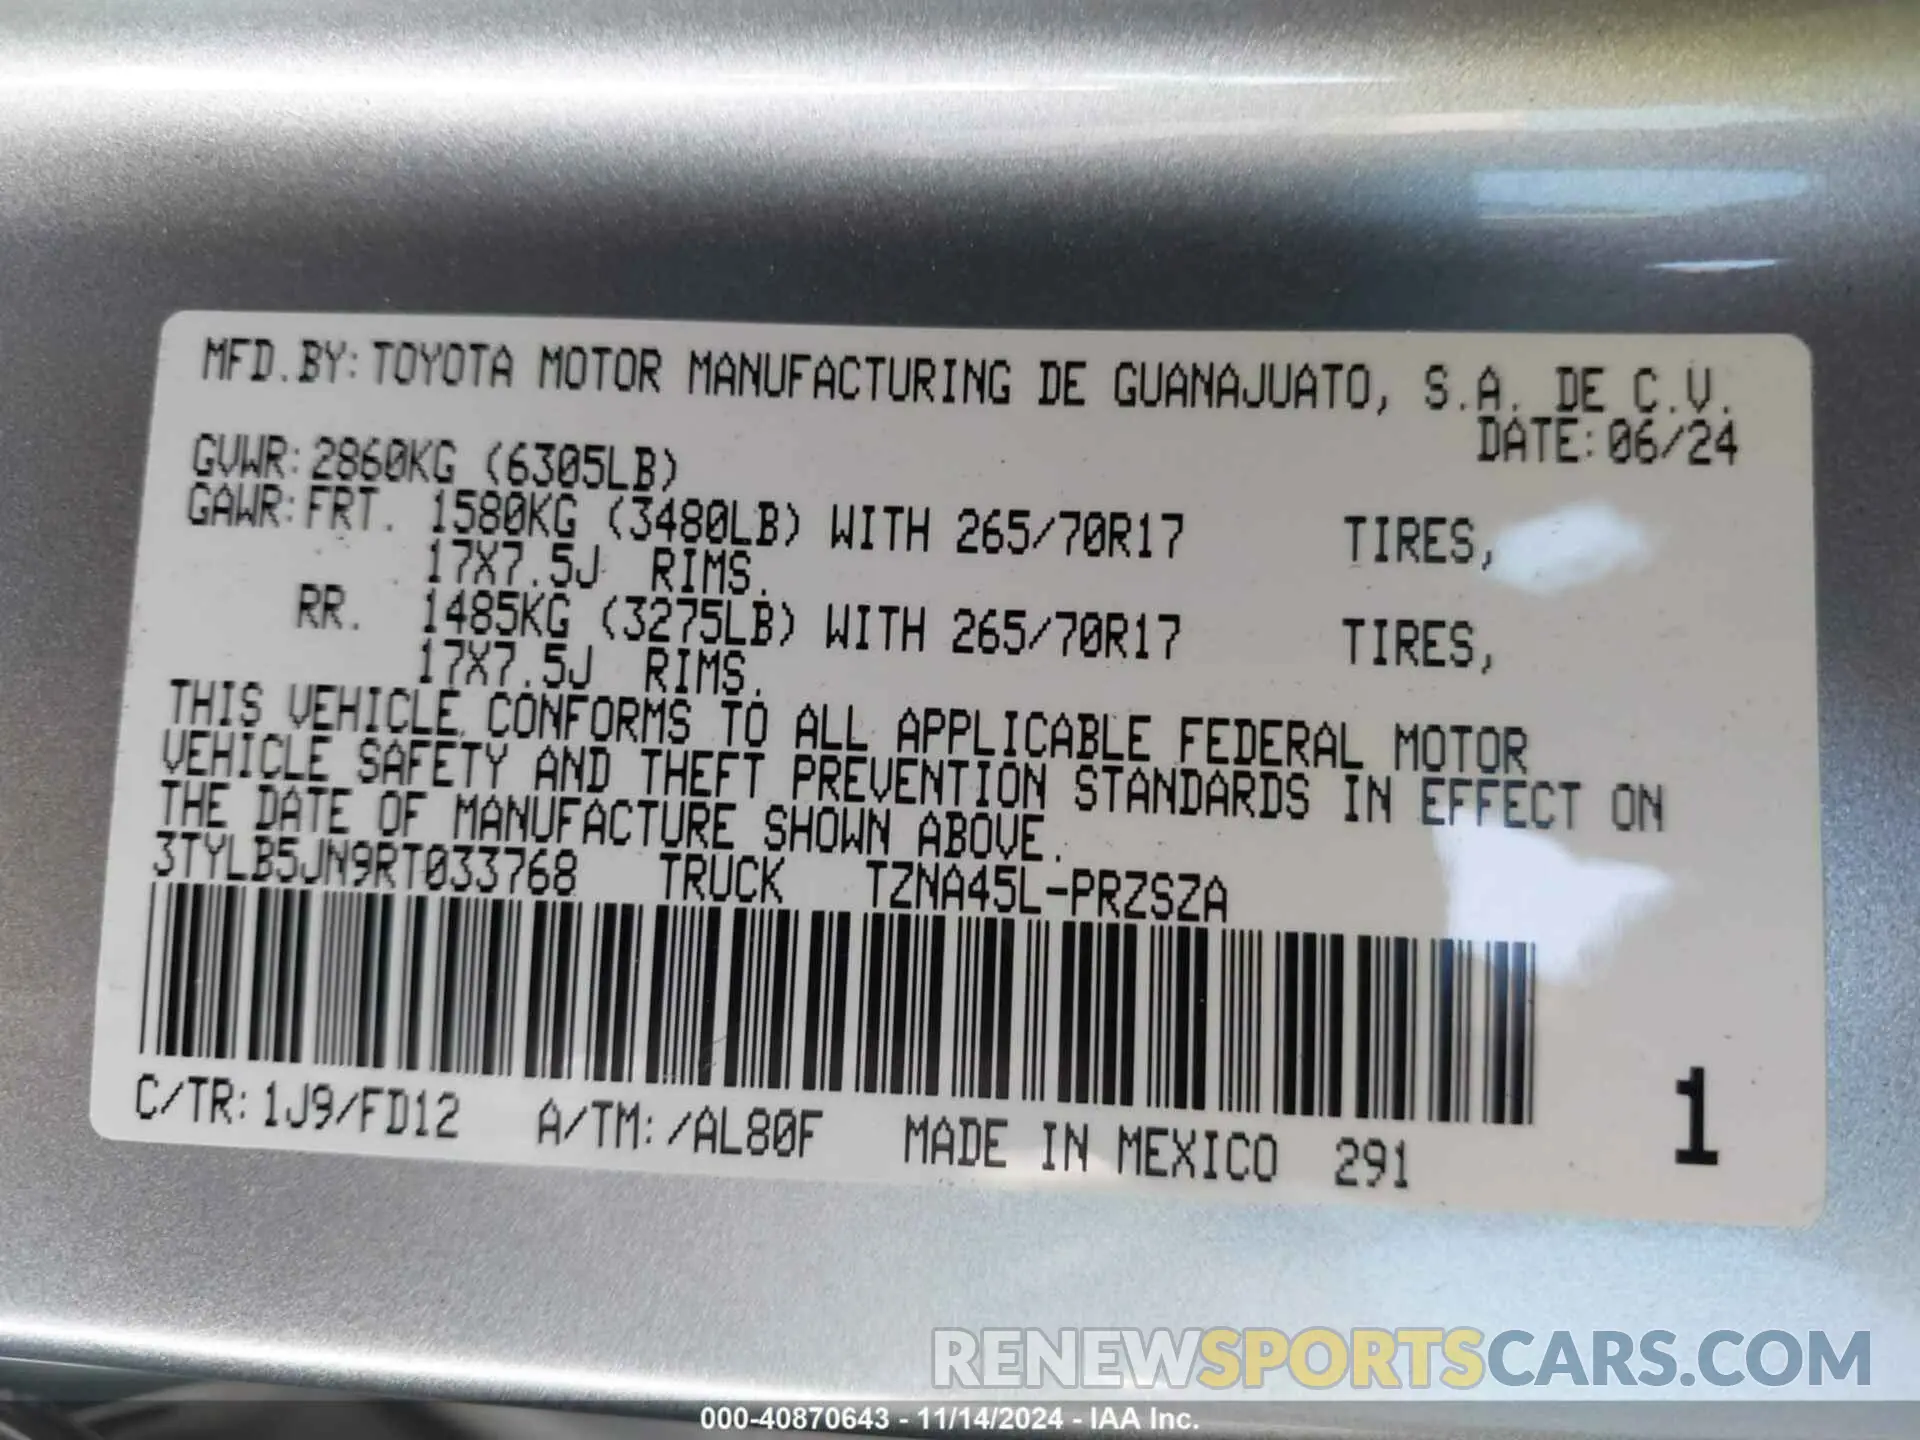 MFD.BY: TOYOTA MOTOR MANUFACTURING DE GUANAJUATO, S.A. DE C.V.
DATE: 06/24
GVWR: 2860KG (6305LB)
GAWR: FRT. 1580KG (3480LB) WITH 265/70R17 TIRES,
17X7.5J RIMS.
RR. 1485KG (3275LB) WITH 265/70R17 TIRES,
17X7.5J RIMS.
THIS VEHICLE CONFORMS TO ALL APPLICABLE FEDERAL MOTOR
VEHICLE SAFETY AND THEFT PREVENTION STANDARDS IN EFFECT ON
THE DATE OF MANUFACTURE SHOWN ABOVE.
3TYLB5JN9RT033768 TRUCK TZNA45L-PRZSZA
C/TR: 1J9/FD12 A/TM: /AL80F MADE IN MEXICO 291
1
RENEWSPORTSCARS.COM
000-40870643 - 11/14/2024 - IAA Inc.